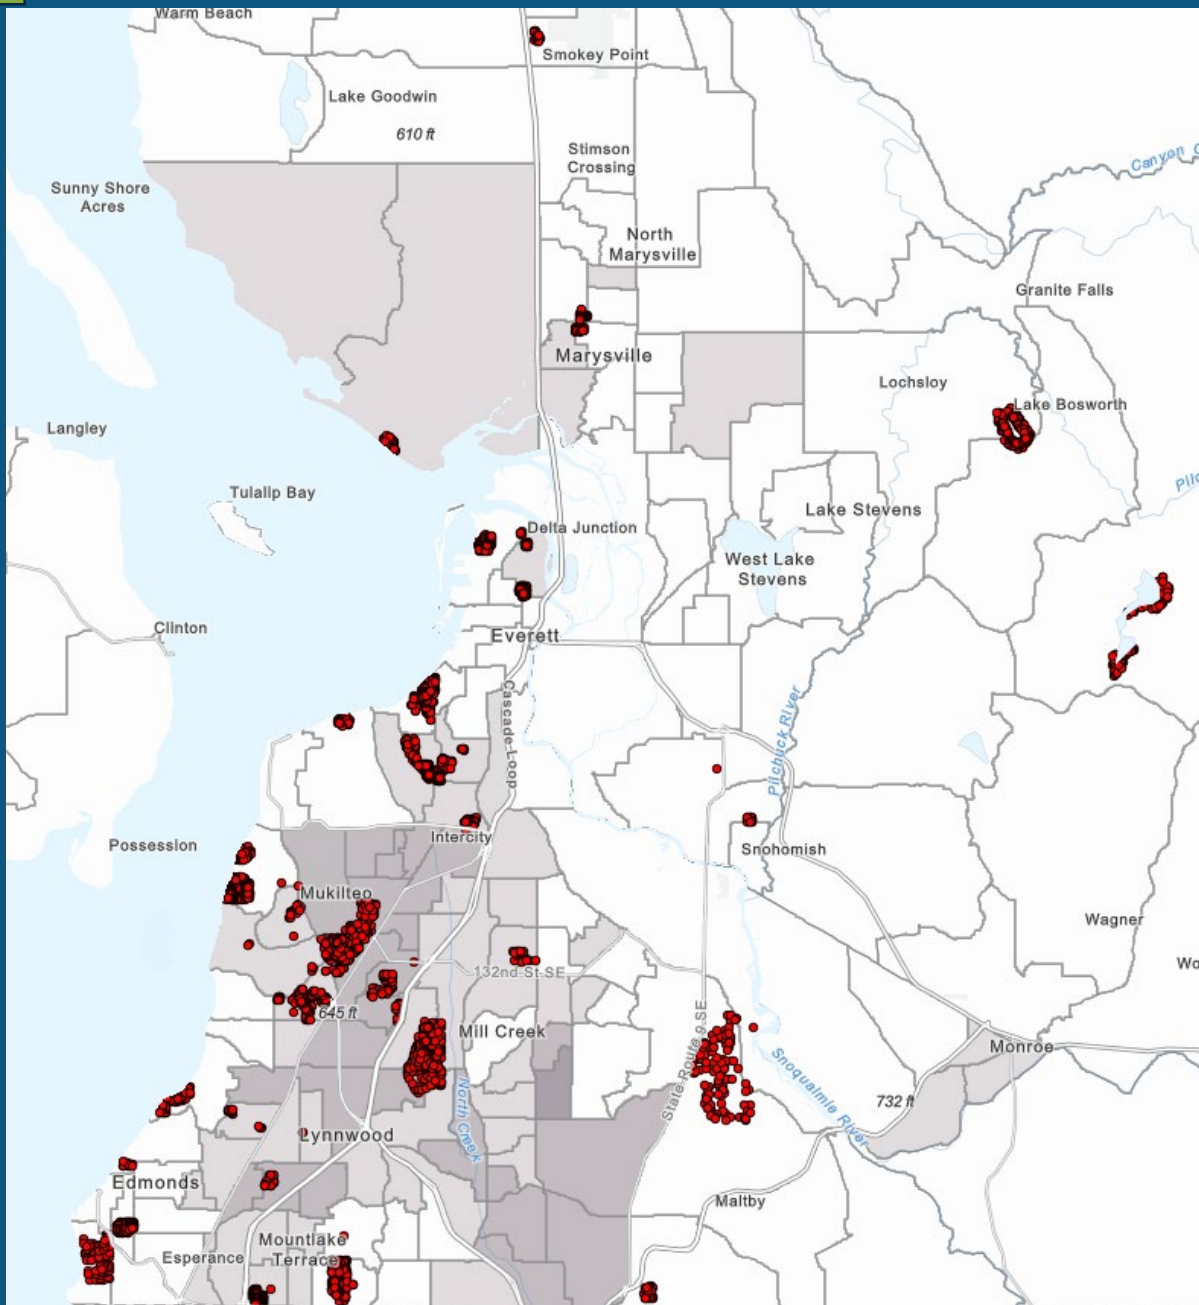 Warm Beach
Smokey Point
Lake Goodwin
610 ft
Stimson
Crossing
Canyon
Sunny Shore
Acres
North
Marysville
Granite Falls
Marysville
Lochsloy
Lake Bosworth
Langley
Tulalip Bay
Lake Stevens
Delta Junction
West Lake
Stevens
Clinton
Everett
Cascade Loop
Pilchuck River
Possession
Intercity
Snohomish
Mukilteo
Wagner
132nd St SE
645 ft
Mill Creek
State Route 9 SE
Monroe
Snoqualmie River
732 ft
North Creek
Lynnwood
Edmonds
Maltby
Esperance
Mountlake
Terrace